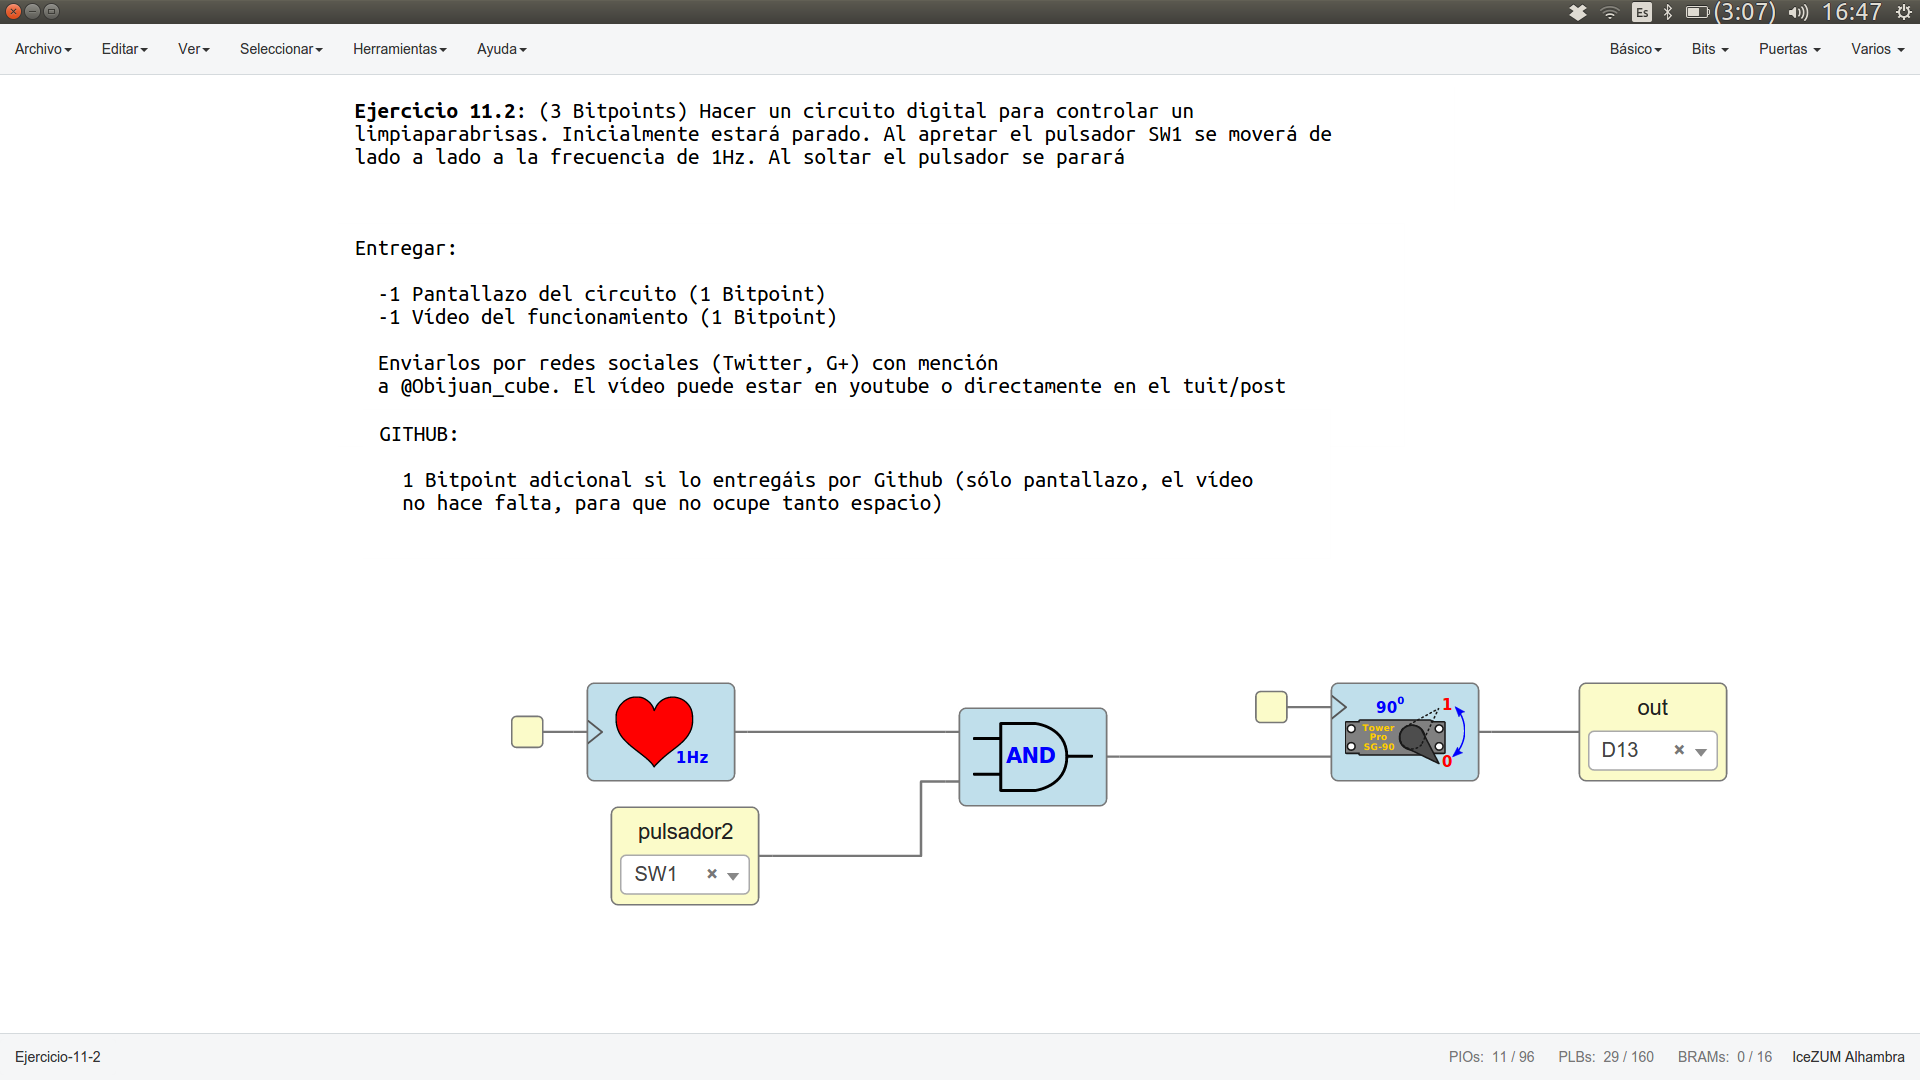 Es (3:07) 16:47
Archivo Editar Ver Seleccionar Herramientas Ayuda Básico Bits Puertas Varios
Ejercicio 11.2: (3 Bitpoints) Hacer un circuito digital para controlar un
limpiaparabrisas. Inicialmente estará parado. Al apretar el pulsador SW1 se moverá de
lado a lado a la frecuencia de 1Hz. Al soltar el pulsador se parará
Entregar:
-1 Pantallazo del circuito (1 Bitpoint)
-1 Vídeo del funcionamiento (1 Bitpoint)
Enviarlos por redes sociales (Twitter, G+) con mención
a @Obijuan_cube. El vídeo puede estar en youtube o directamente en el tuit/post
GITHUB:
1 Bitpoint adicional si lo entregáis por Github (sólo pantallazo, el vídeo
no hace falta, para que no ocupe tanto espacio)
1Hz
AND
90⁰
1
Tower
Pro
SG-90
0
out
D13
pulsador2
SW1
Ejercicio-11-2
PIOs: 11 / 96 PLBs: 29 / 160 BRAMs: 0 / 16 IceZUM Alhambra